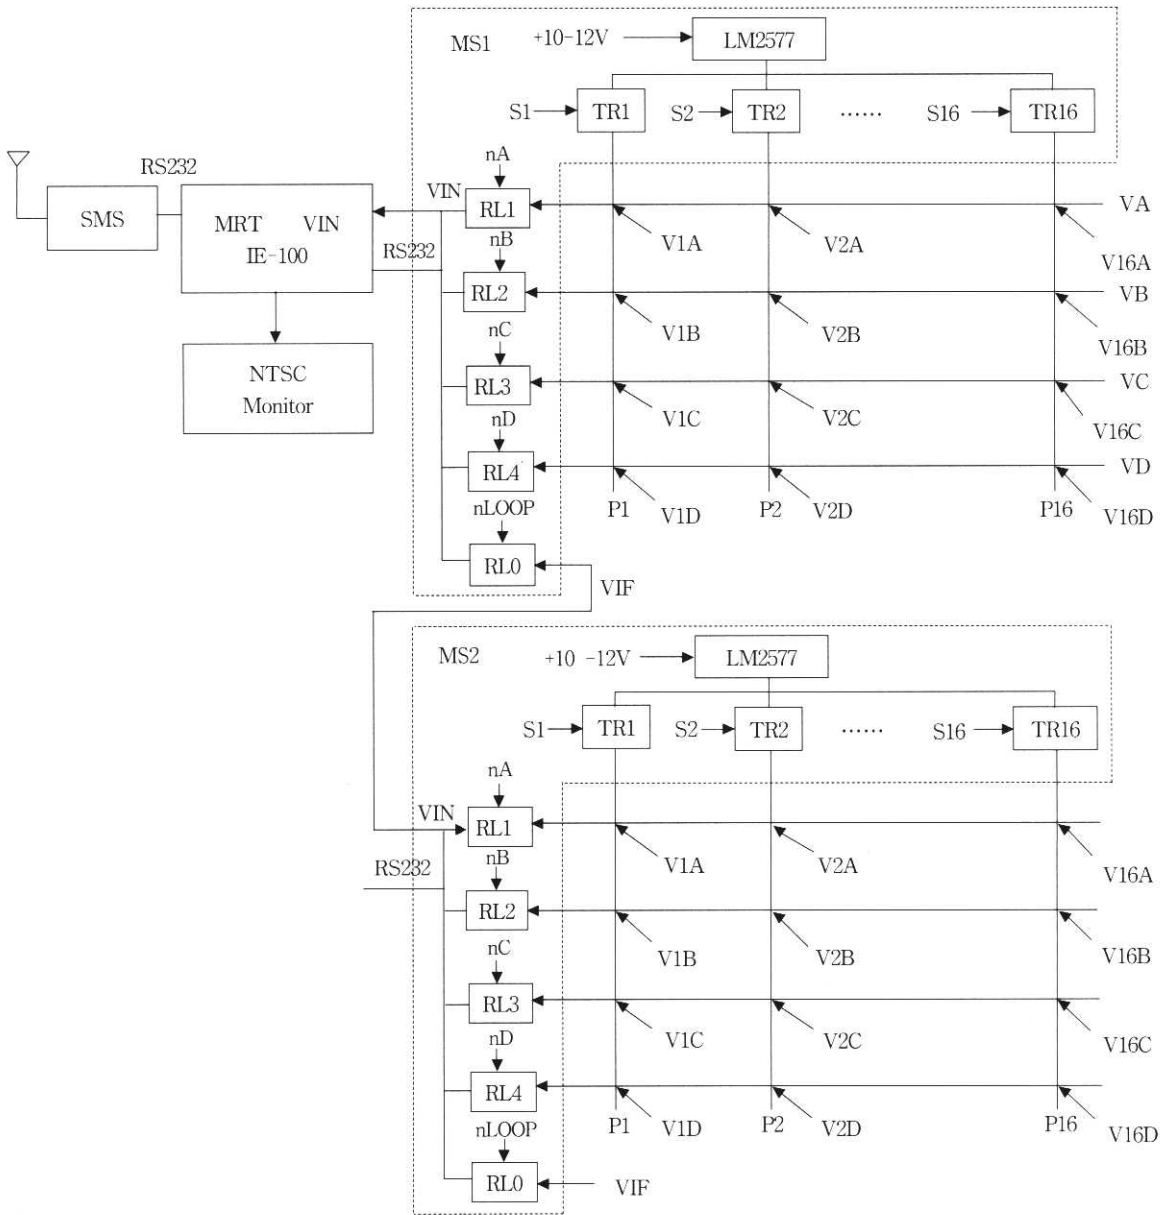 MS1
+10-12V
LM2577
S1
TR1
S2
TR2
......
S16
TR16
nA
RS232
VIN
SMS
MRT VIN
IE-100
RL1
VA
V1A
V2A
V16A
nB
RS232
RL2
VB
V1B
V2B
V16B
nC
NTSC
Monitor
RL3
VC
V1C
V2C
V16C
nD
RL4
VD
V1D
V2D
V16D
nLOOP
P1
P2
P16
RL0
VIF
MS2
+10 -12V
LM2577
S1
TR1
S2
TR2
......
S16
TR16
nA
VIN
RL1
V1A
V2A
V16A
nB
RS232
RL2
V1B
V2B
V16B
nC
RL3
V1C
V2C
V16C
nD
RL4
V1D
V2D
V16D
nLOOP
P1
P2
P16
RL0
VIF